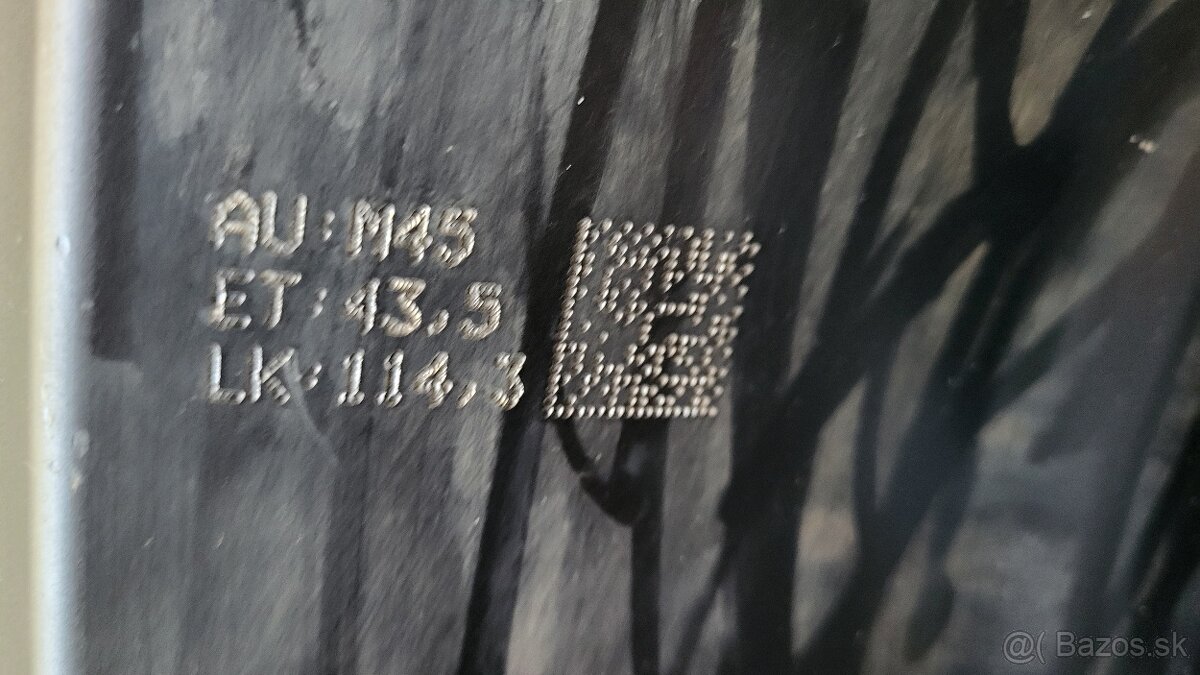 AU:M45
ET:43,5
LK:114,3
@( Bazos.sk